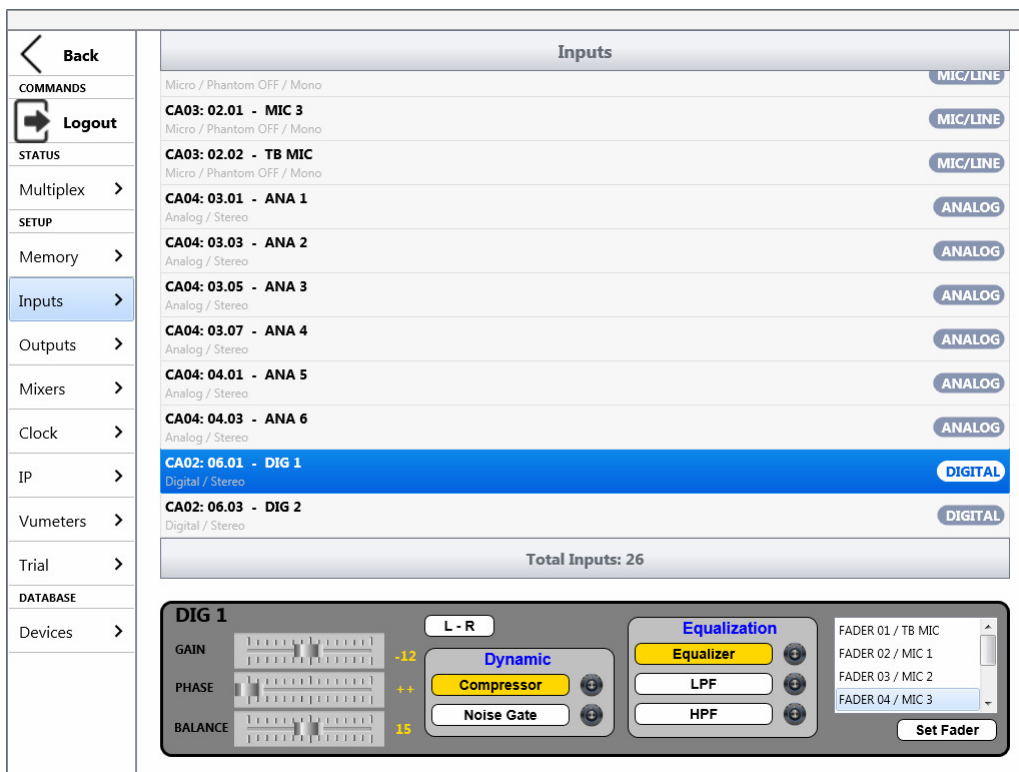 Back
COMMANDS
Logout
STATUS
Multiplex
SETUP
Memory
Inputs
Outputs
Mixers
Clock
IP
Vumeters
Trial
DATABASE
Devices
Inputs
Micro / Phantom OFF / Mono
MIC/LINE
CA03: 02.01 - MIC 3
Micro / Phantom OFF / Mono
MIC/LINE
CA03: 02.02 - TB MIC
Micro / Phantom OFF / Mono
MIC/LINE
CA04: 03.01 - ANA 1
Analog / Stereo
ANALOG
CA04: 03.03 - ANA 2
Analog / Stereo
ANALOG
CA04: 03.05 - ANA 3
Analog / Stereo
ANALOG
CA04: 03.07 - ANA 4
Analog / Stereo
ANALOG
CA04: 04.01 - ANA 5
Analog / Stereo
ANALOG
CA04: 04.03 - ANA 6
Analog / Stereo
ANALOG
CA02: 06.01 - DIG 1
Digital / Stereo
DIGITAL
CA02: 06.03 - DIG 2
Digital / Stereo
DIGITAL
Total Inputs: 26
DIG 1
GAIN
-12
PHASE
++
BALANCE
15
L - R
Dynamic
Compressor
Noise Gate
Equalization
Equalizer
LPF
HPF
FADER 01 / TB MIC
FADER 02 / MIC 1
FADER 03 / MIC 2
FADER 04 / MIC 3
Set Fader